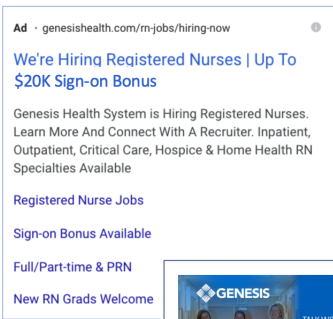 Ad · genesishealth.com/rn-jobs/hiring-now
We're Hiring Registered Nurses | Up To
$20K Sign-on Bonus
Genesis Health System is Hiring Registered Nurses.
Learn More And Connect With A Recruiter. Inpatient,
Outpatient, Critical Care, Hospice & Home Health RN
Specialties Available
Registered Nurse Jobs
Sign-on Bonus Available
Full/Part-time & PRN
New RN Grads Welcome
GENESIS